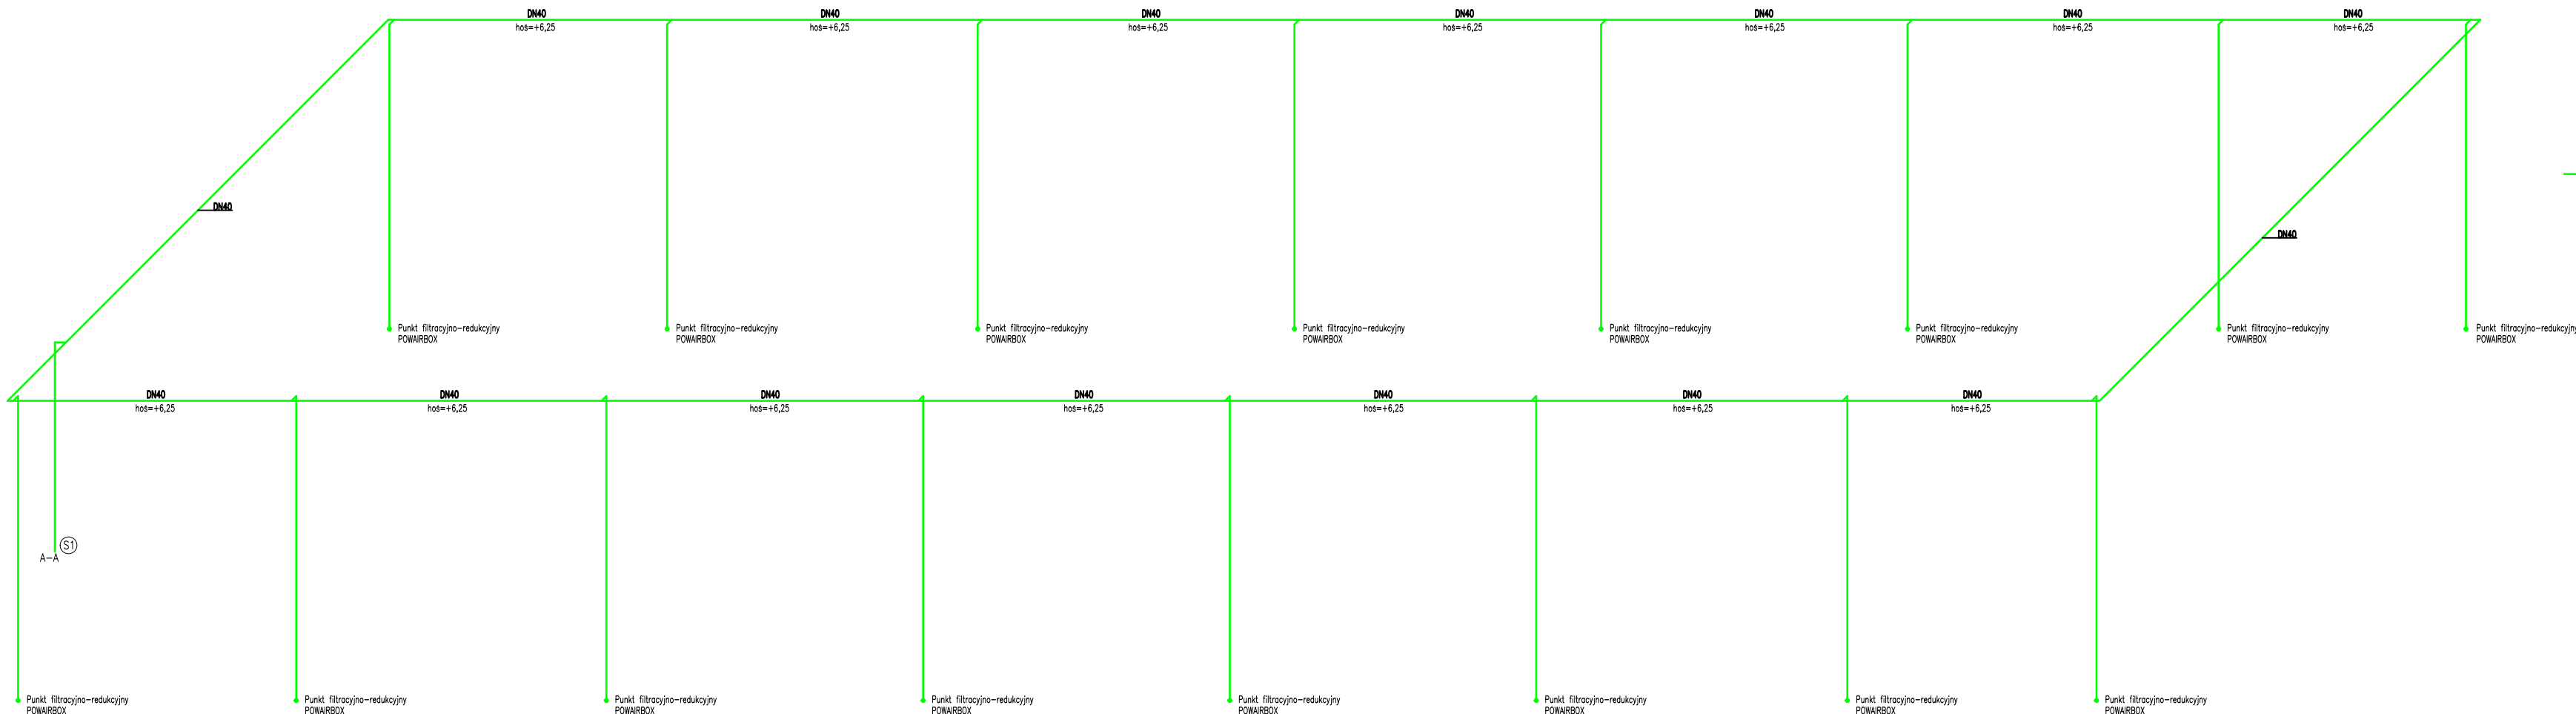 DN40
hoś=+6,25
DN40
hoś=+6,25
DN40
hoś=+6,25
DN40
hoś=+6,25
DN40
hoś=+6,25
DN40
hoś=+6,25
DN40
hoś=+6,25
DN40
DN40
Punkt filtracyjno-redukcyjny
POWAIRBOX
Punkt filtracyjno-redukcyjny
POWAIRBOX
Punkt filtracyjno-redukcyjny
POWAIRBOX
Punkt filtracyjno-redukcyjny
POWAIRBOX
Punkt filtracyjno-redukcyjny
POWAIRBOX
Punkt filtracyjno-redukcyjny
POWAIRBOX
Punkt filtracyjno-redukcyjny
POWAIRBOX
Punkt filtracyjno-redukcyjny
POWAIRBOX
DN40
hoś=+6,25
DN40
hoś=+6,25
DN40
hoś=+6,25
DN40
hoś=+6,25
DN40
hoś=+6,25
DN40
hoś=+6,25
DN40
hoś=+6,25
S1
A-A
Punkt filtracyjno-redukcyjny
POWAIRBOX
Punkt filtracyjno-redukcyjny
POWAIRBOX
Punkt filtracyjno-redukcyjny
POWAIRBOX
Punkt filtracyjno-redukcyjny
POWAIRBOX
Punkt filtracyjno-redukcyjny
POWAIRBOX
Punkt filtracyjno-redukcyjny
POWAIRBOX
Punkt filtracyjno-redukcyjny
POWAIRBOX
Punkt filtracyjno-redukcyjny
POWAIRBOX